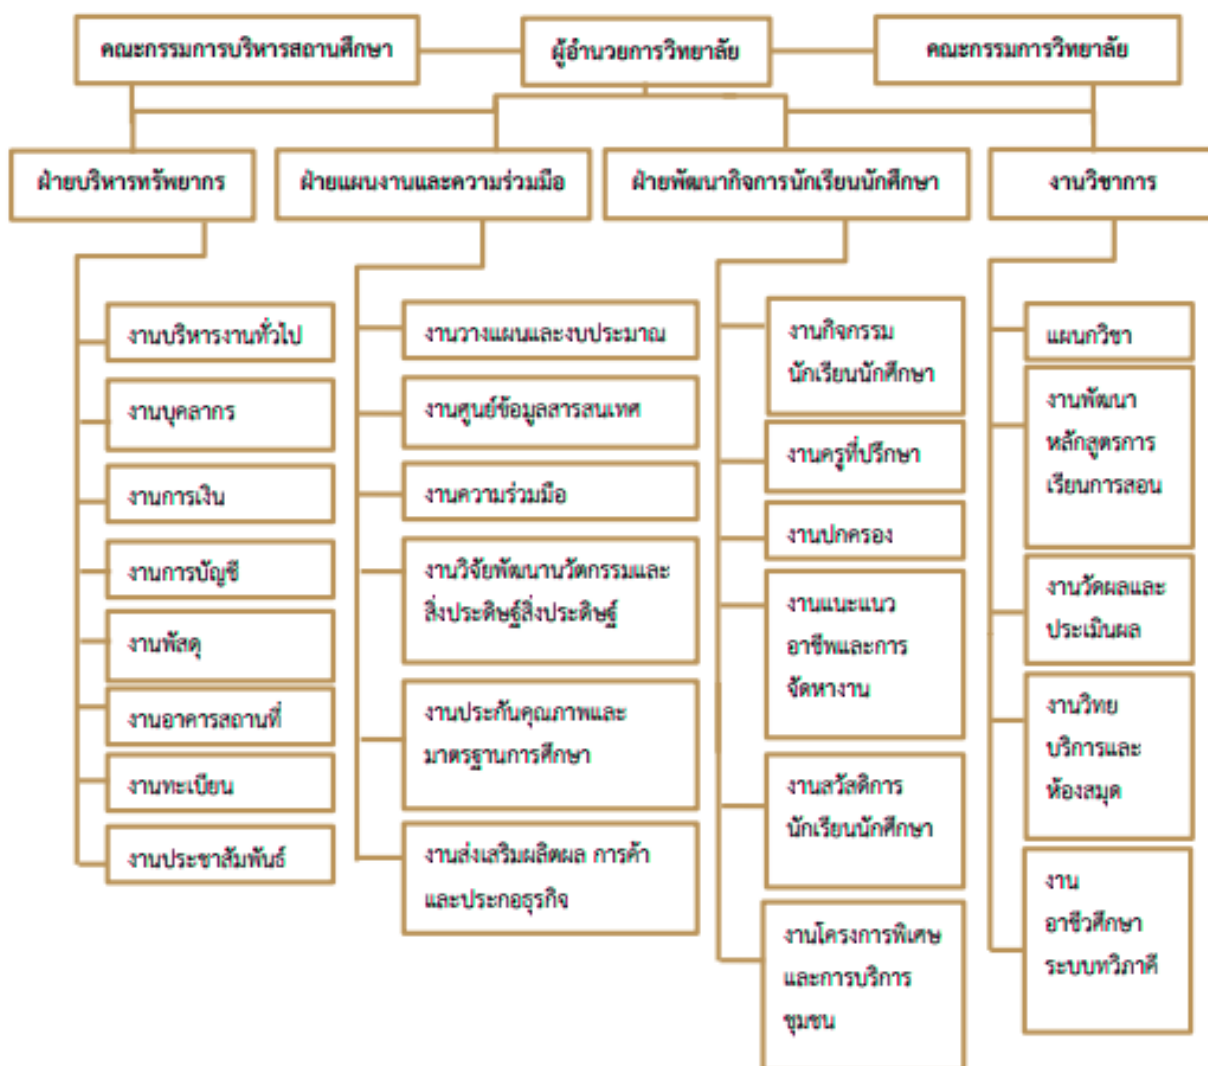 คณะกรรมการบริหารสถานศึกษา
ผู้อำนวยการวิทยาลัย
คณะกรรมการวิทยาลัย
ฝ่ายบริหารทรัพยากร
ฝ่ายแผนงานและความร่วมมือ
ฝ่ายพัฒนากิจการนักเรียนนักศึกษา
งานวิชาการ
งานบริหารงานทั่วไป
งานบุคลากร
งานการเงิน
งานการบัญชี
งานพัสดุ
งานอาคารสถานที่
งานทะเบียน
งานประชาสัมพันธ์
งานวางแผนและงบประมาณ
งานศูนย์ข้อมูลสารสนเทศ
งานความร่วมมือ
งานวิจัยพัฒนานวัตกรรมและ
สิ่งประดิษฐ์สิ่งประดิษฐ์
งานประกันคุณภาพและ
มาตรฐานการศึกษา
งานส่งเสริมผลิตผล การค้า
และประกอธุรกิจ
งานกิจกรรม
นักเรียนนักศึกษา
งานครูที่ปรึกษา
งานปกครอง
งานแนะแนว
อาชีพและการ
จัดหางาน
งานสวัสดิการ
นักเรียนนักศึกษา
งานโครงการพิเศษ
และการบริการ
ชุมชน
แผนกวิชา
งานพัฒนา
หลักสูตรการ
เรียนการสอน
งานวัดผลและ
ประเมินผล
งานวิทย
บริการและ
ห้องสมุด
งาน
อาชีวศึกษา
ระบบทวิภาคี